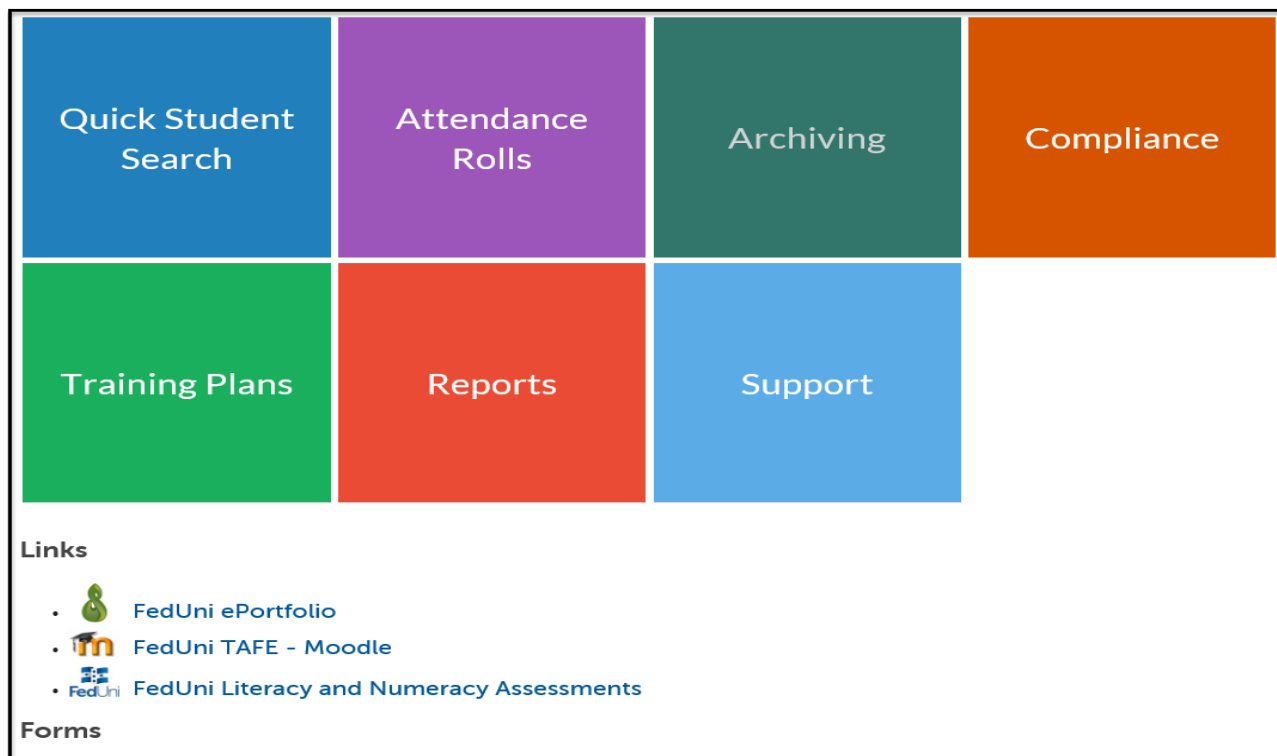 Quick Student
Search
Attendance
Rolls
Archiving
Compliance
Training Plans
Reports
Support
Links
FedUni ePortfolio
m FedUni TAFE - Moodle
FedUni FedUni Literacy and Numeracy Assessments
Forms